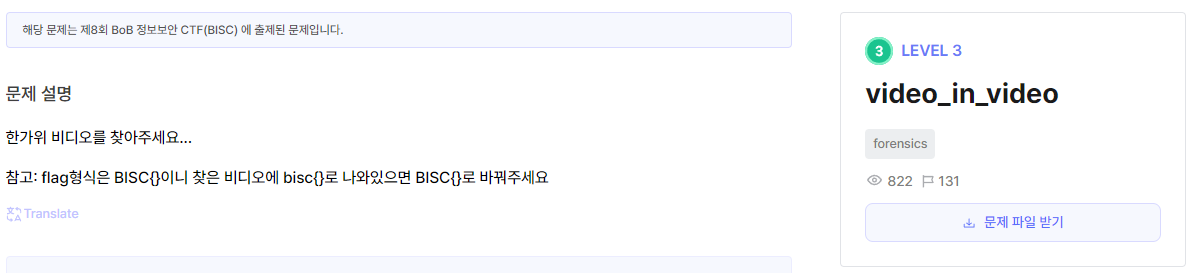 해당 문제는 제8회 BoB 정보보안 CTF(BISC) 에 출제된 문제입니다.
문제 설명
한가위 비디오를 찾아주세요...
참고: flag형식은 BISC{}이니 찾은 비디오에 bisc{}로 나와있으면 BISC{}로 바꿔주세요
Translate
3 LEVEL 3
video_in_video
forensics
822 131
문제 파일 받기